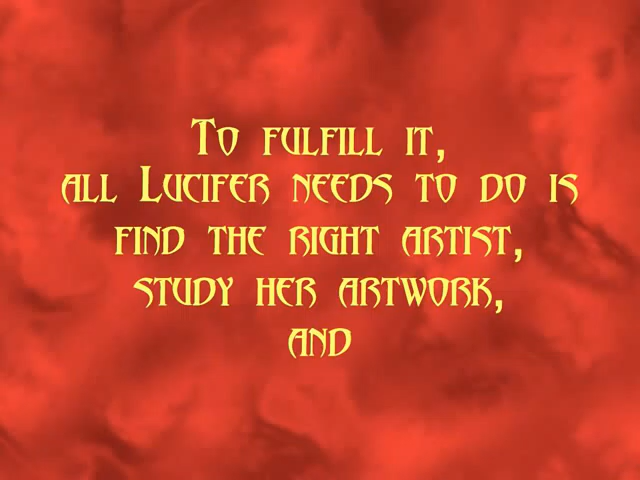 To fulfill it,
all Lucifer needs to do is
find the right artist,
study her artwork,
and